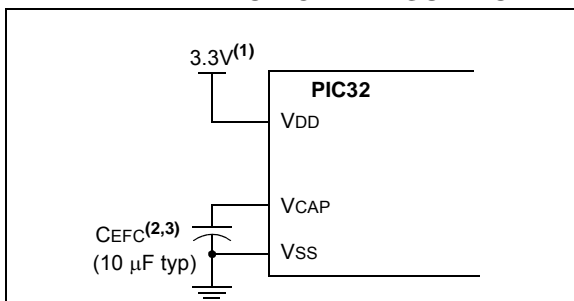 3.3V(1)
PIC32
VDD
VCAP
CEFC(2,3)
(10 μF typ)
VSS